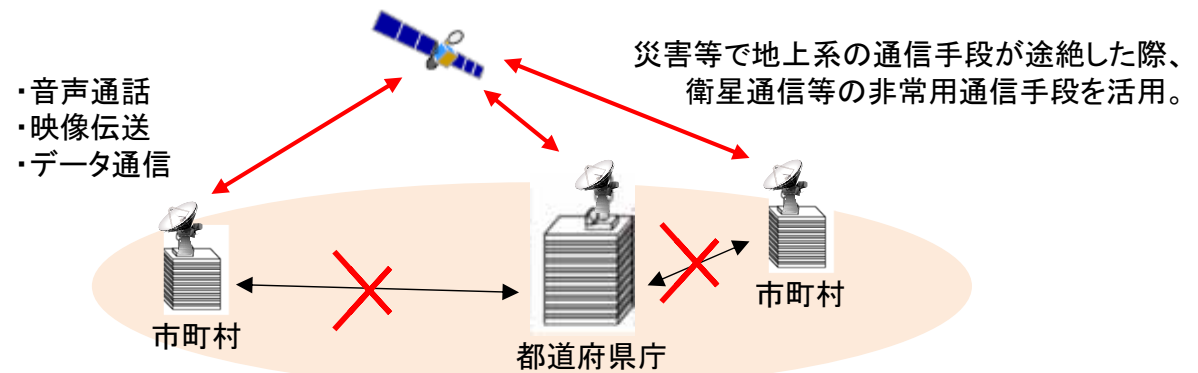 災害等で地上系の通信手段が途絶した際、
衛星通信等の非常用通信手段を活用。
・音声通話
・映像伝送
・データ通信
市町村
都道府県庁
市町村